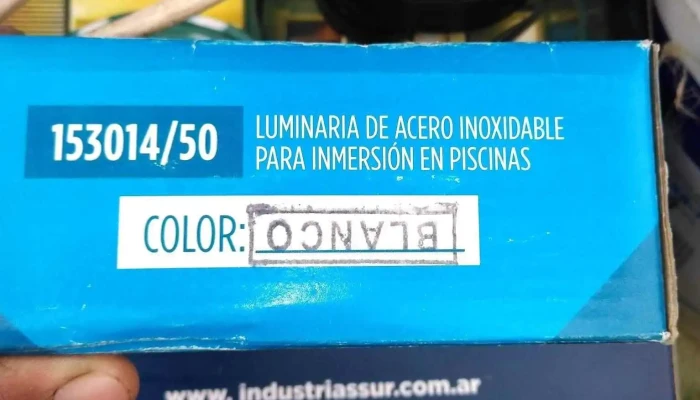 153014/50
LUMINARIA DE ACERO INOXIDABLE
PARA INMERSIÓN EN PISCINAS
COLOR: BLANCO
www. industriassur.com.ar